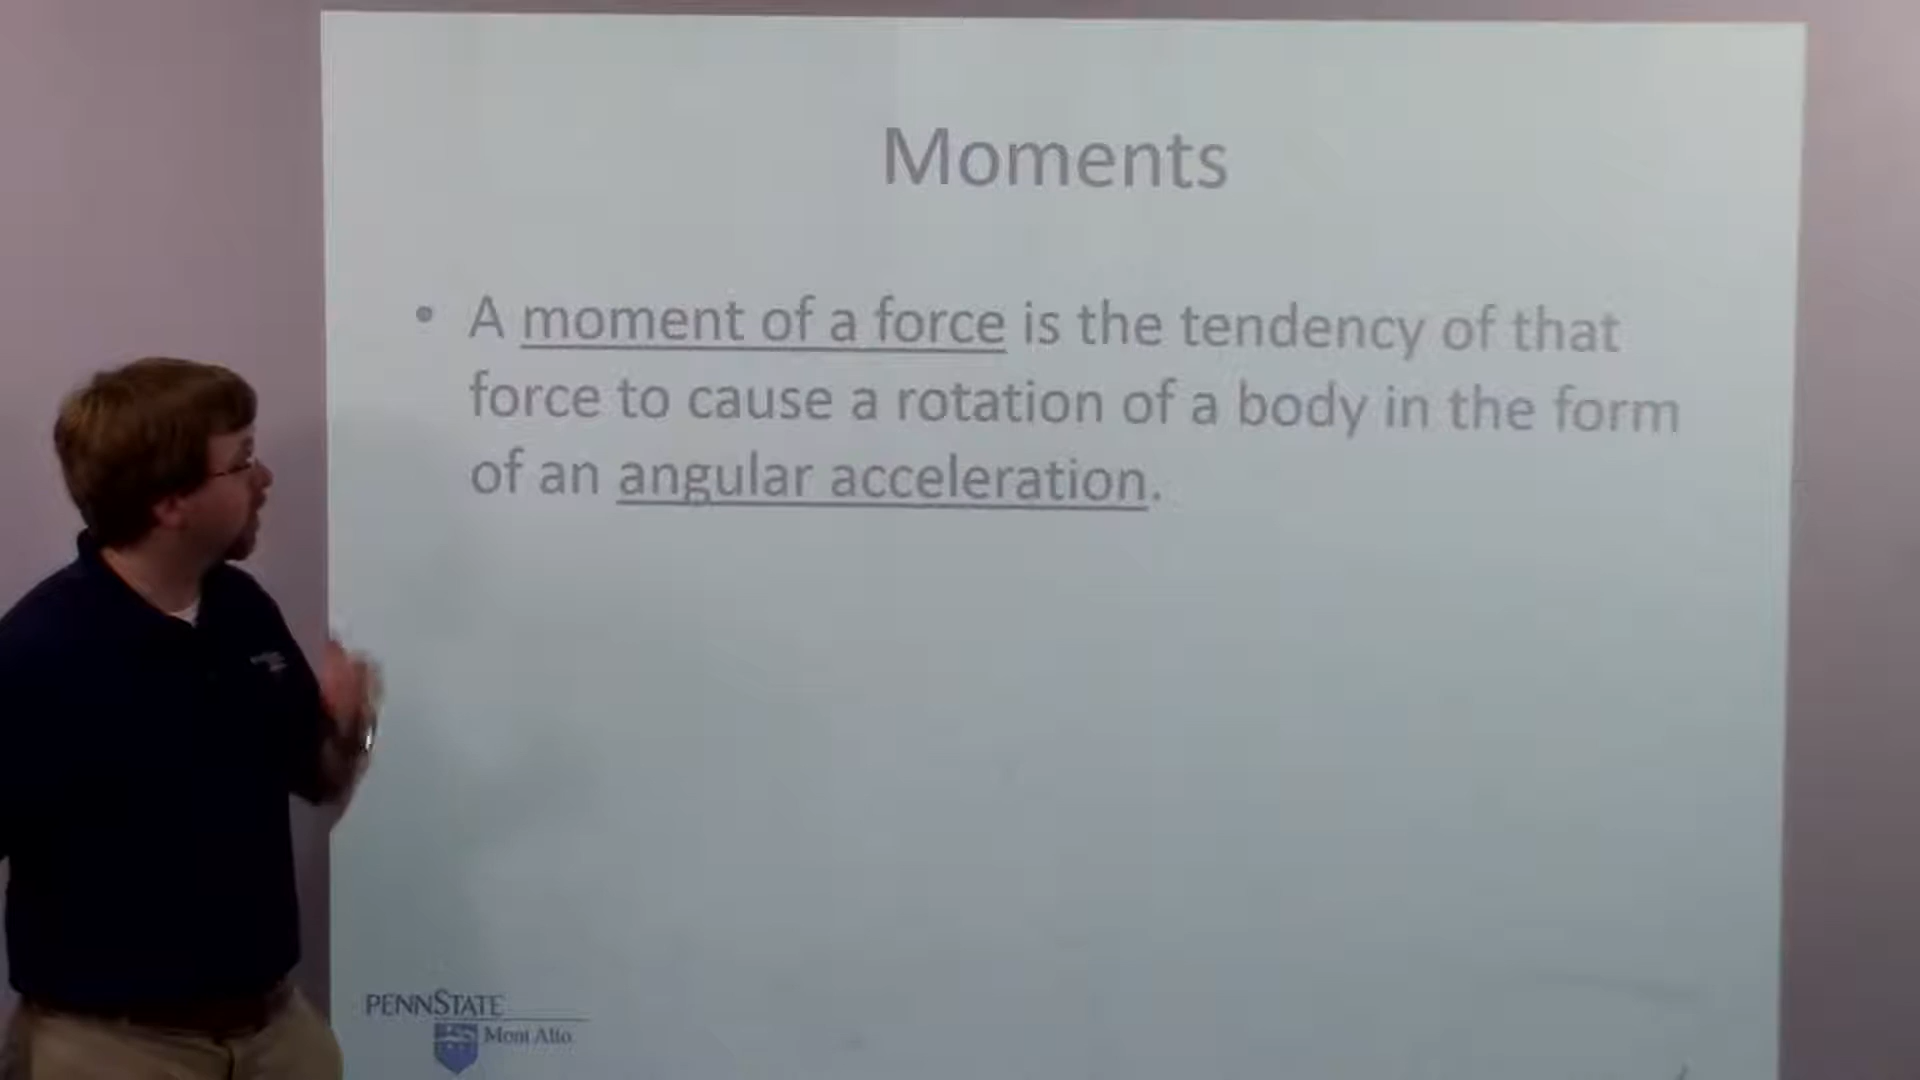 Moments
• A moment of a force is the tendency of that
force to cause a rotation of a body in the form
of an angular acceleration.
PENNSTATE
Mont Alto